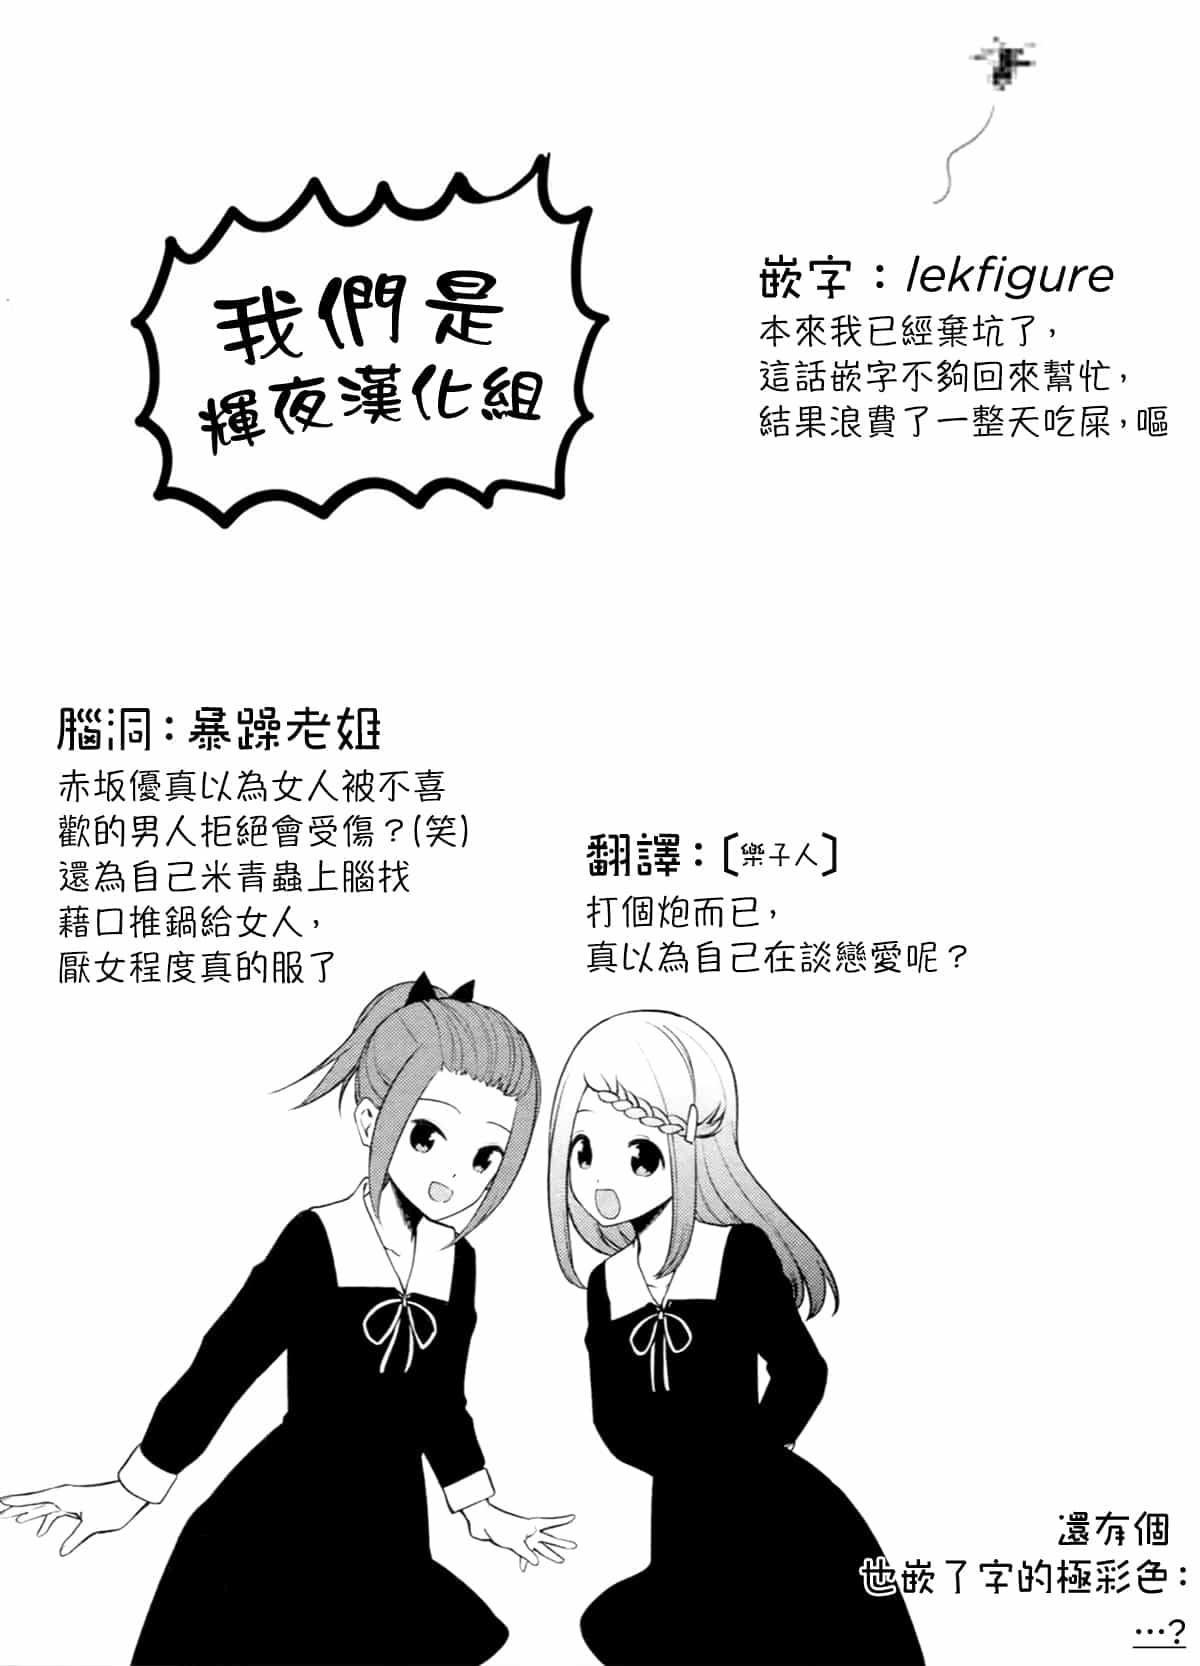 我們是
輝夜漢化組
嵌字：lekfigure
本來我已經棄坑了，
這話嵌字不夠回來幫忙，
結果浪費了一整天吃屎，嘔
腦洞：暴躁老姐
赤坂優真以為女人被不喜
歡的男人拒絕會受傷？(笑)
還為自己米青蟲上腦找
藉口推鍋給女人，
厭女程度真的服了
翻譯：〔樂子人〕
打個炮而已，
真以為自己在談戀愛呢？
還有個
也嵌了字的極彩色：
…?